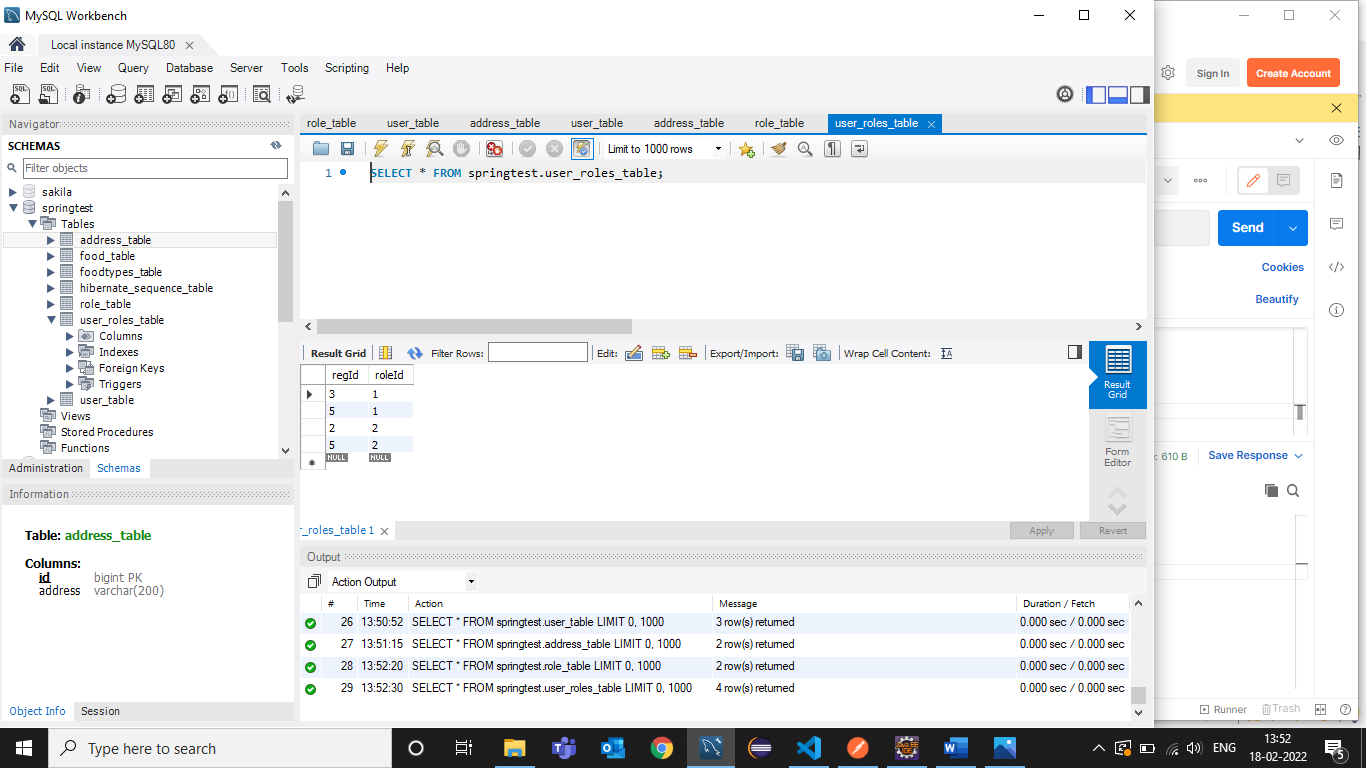 MySQL Workbench
Local instance MySQL80
File Edit View Query Database Server Tools Scripting Help
Sign In
Create Account
Navigator
SCHEMAS
Filter objects
sakila
springtest
Tables
address_table
food_table
foodtypes_table
hibernate_sequence_table
role_table
user_roles_table
Columns
Indexes
Foreign Keys
Triggers
user_table
Views
Stored Procedures
Functions
Administration Schemas
Information
Table: address_table
Columns:
id bigint PK
address varchar(200)
Object Info Session
role_table user_table address_table user_table address_table role_table user_roles_table
Limit to 1000 rows
1 SELECT * FROM springtest.user_roles_table;
Result Grid Filter Rows: Edit: Export/Import: Wrap Cell Content:
regId roleId
3 1
5 1
2 2
5 2
NULL NULL
Result Grid
Form Editor
r_roles_table 1
Apply Revert
Output
Action Output
# Time Action Message Duration / Fetch
26 13:50:52 SELECT * FROM springtest.user_table LIMIT 0, 1000 3 row(s) returned 0.000 sec / 0.000 sec
27 13:51:15 SELECT * FROM springtest.address_table LIMIT 0, 1000 2 row(s) returned 0.000 sec / 0.000 sec
28 13:52:20 SELECT * FROM springtest.role_table LIMIT 0, 1000 2 row(s) returned 0.000 sec / 0.000 sec
29 13:52:30 SELECT * FROM springtest.user_roles_table LIMIT 0, 1000 4 row(s) returned 0.000 sec / 0.000 sec
Send
Cookies
Beautify
610 B Save Response
Runner Trash
Type here to search
ENG
13:52
18-02-2022
5